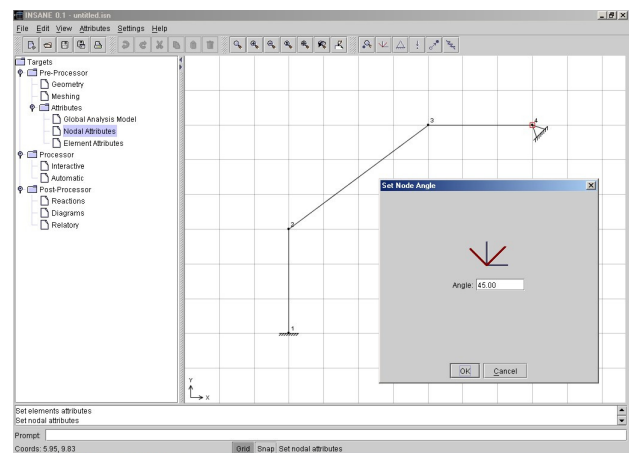 INSANE 0.1 - untitled.isn
File Edit View Attributes Settings Help
Targets
Pre-Processor
Geometry
Meshing
Attributes
Global Analysis Model
Nodal Attributes
Element Attributes
Processor
Interactive
Automatic
Post-Processor
Reactions
Diagrams
Relatory
3
4
2
1
Y
X
Set Node Angle
Angle: 45.00
OK Cancel
Set elements attributes
Set nodal attributes
Prompt
Coords: 5.95, 9.83 Grid Snap Set nodal attributes